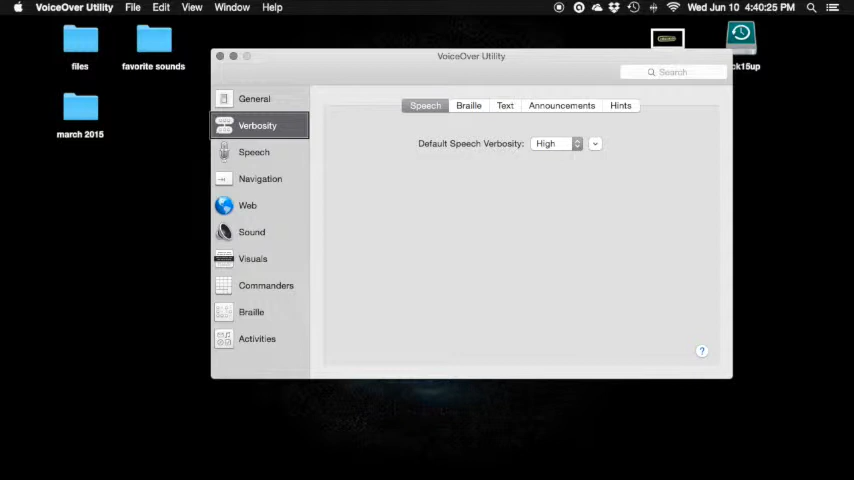 VoiceOver Utility File Edit View Window Help Wed Jun 10 4:40:25 PM
files
favorite sounds
ck15up
march 2015
VoiceOver Utility
Search
General
Verbosity
Speech
Navigation
Web
Sound
Visuals
Commanders
Braille
Activities
Speech Braille Text Announcements Hints
Default Speech Verbosity: High
?